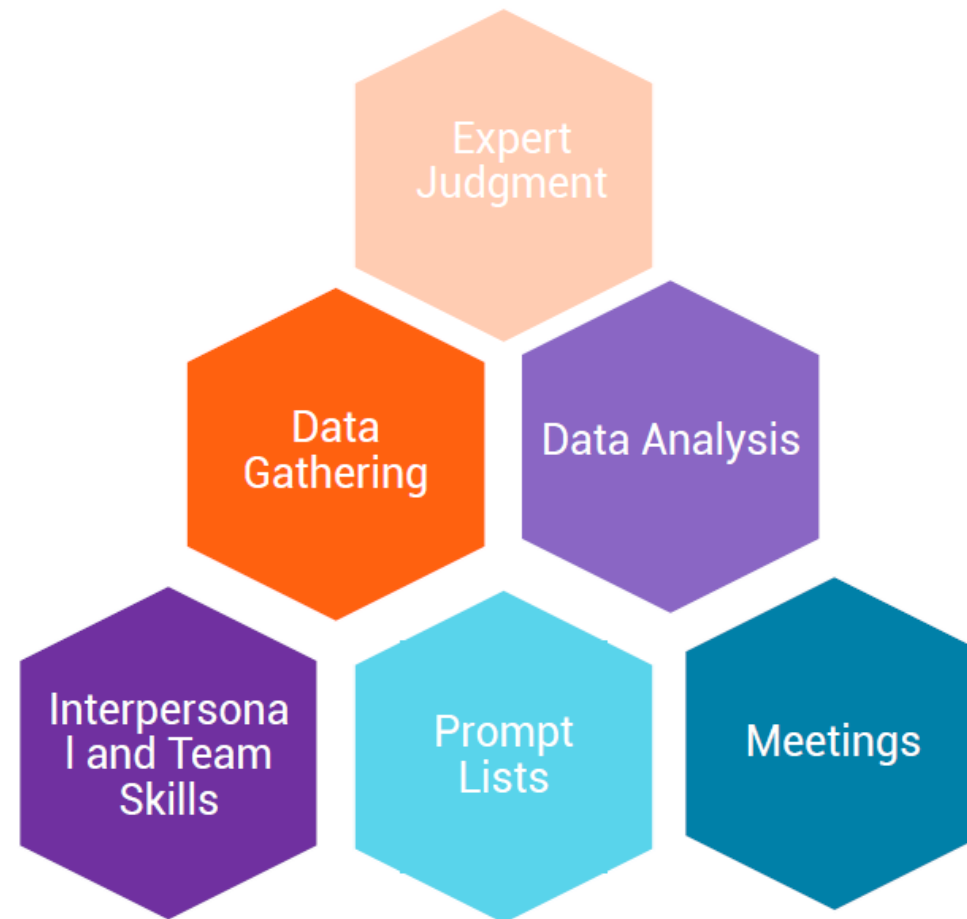 Expert
Judgment
Data
Gathering
Data Analysis
Interpersona
l and Team
Skills
Prompt
Lists
Meetings